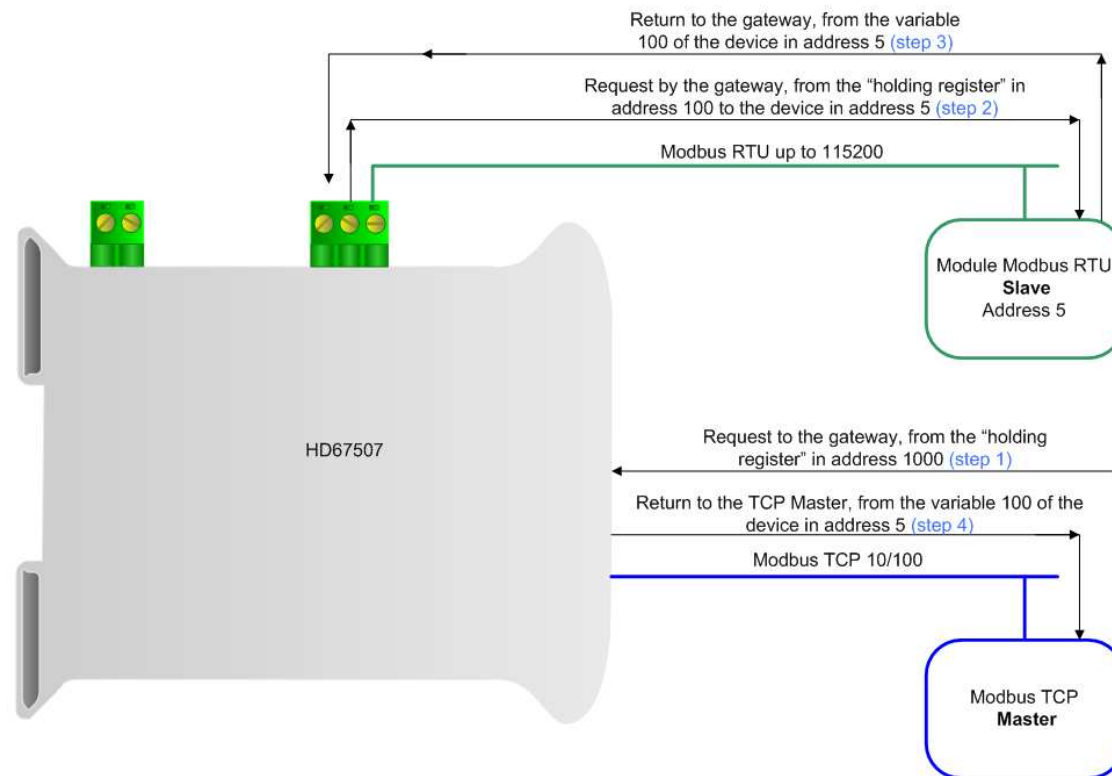 Return to the gateway, from the variable
100 of the device in address 5 (step 3)
Request by the gateway, from the “holding register” in
address 100 to the device in address 5 (step 2)
Modbus RTU up to 115200
Module Modbus RTU
Slave
Address 5
HD67507
Request to the gateway, from the “holding
register” in address 1000 (step 1)
Return to the TCP Master, from the variable 100 of the
device in address 5 (step 4)
Modbus TCP 10/100
Modbus TCP
Master